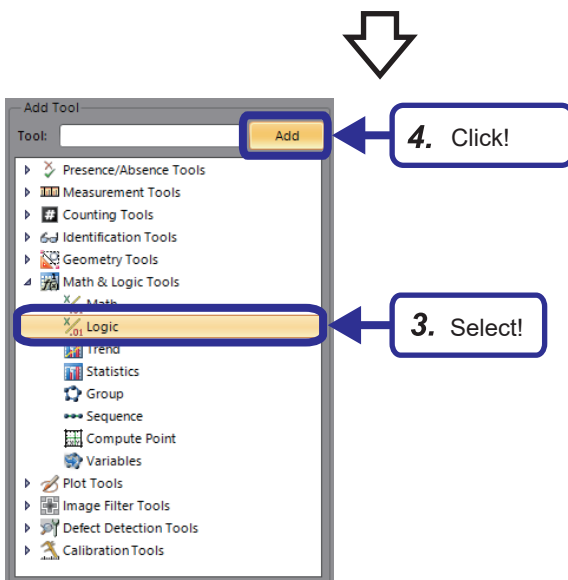 Add Tool
Tool: Add
4. Click!
Presence/Absence Tools
Measurement Tools
Counting Tools
Identification Tools
Geometry Tools
Math & Logic Tools
Math
Logic
3. Select!
Trend
Statistics
Group
Sequence
Compute Point
Variables
Plot Tools
Image Filter Tools
Defect Detection Tools
Calibration Tools